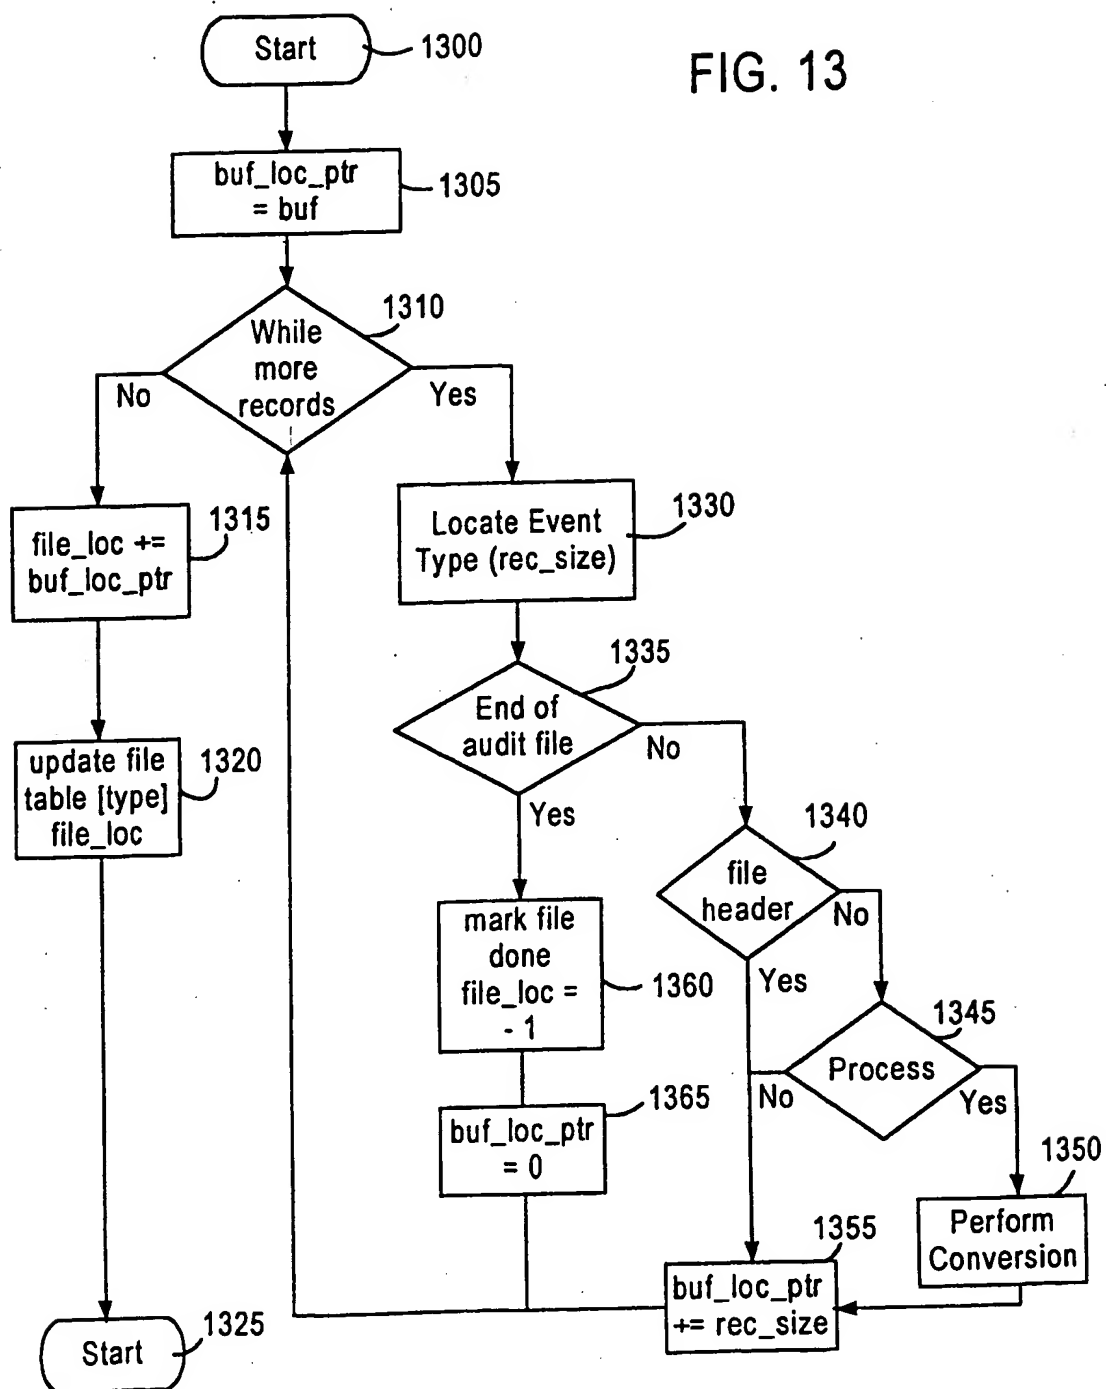 Start
1300
FIG. 13
buf_loc_ptr
= buf
1305
1310
While
more
records
No
Yes
1315
file_loc +=
buf_loc_ptr
1330
Locate Event
Type (rec_size)
1335
End of
audit file
No
Yes
1320
update file
table [type]
file_loc
1340
file
header
No
Yes
mark file
done
file_loc =
- 1
1360
1345
Process
No
Yes
1365
buf_loc_ptr
= 0
1350
Perform
Conversion
1355
buf_loc_ptr
+= rec_size
1325
Start